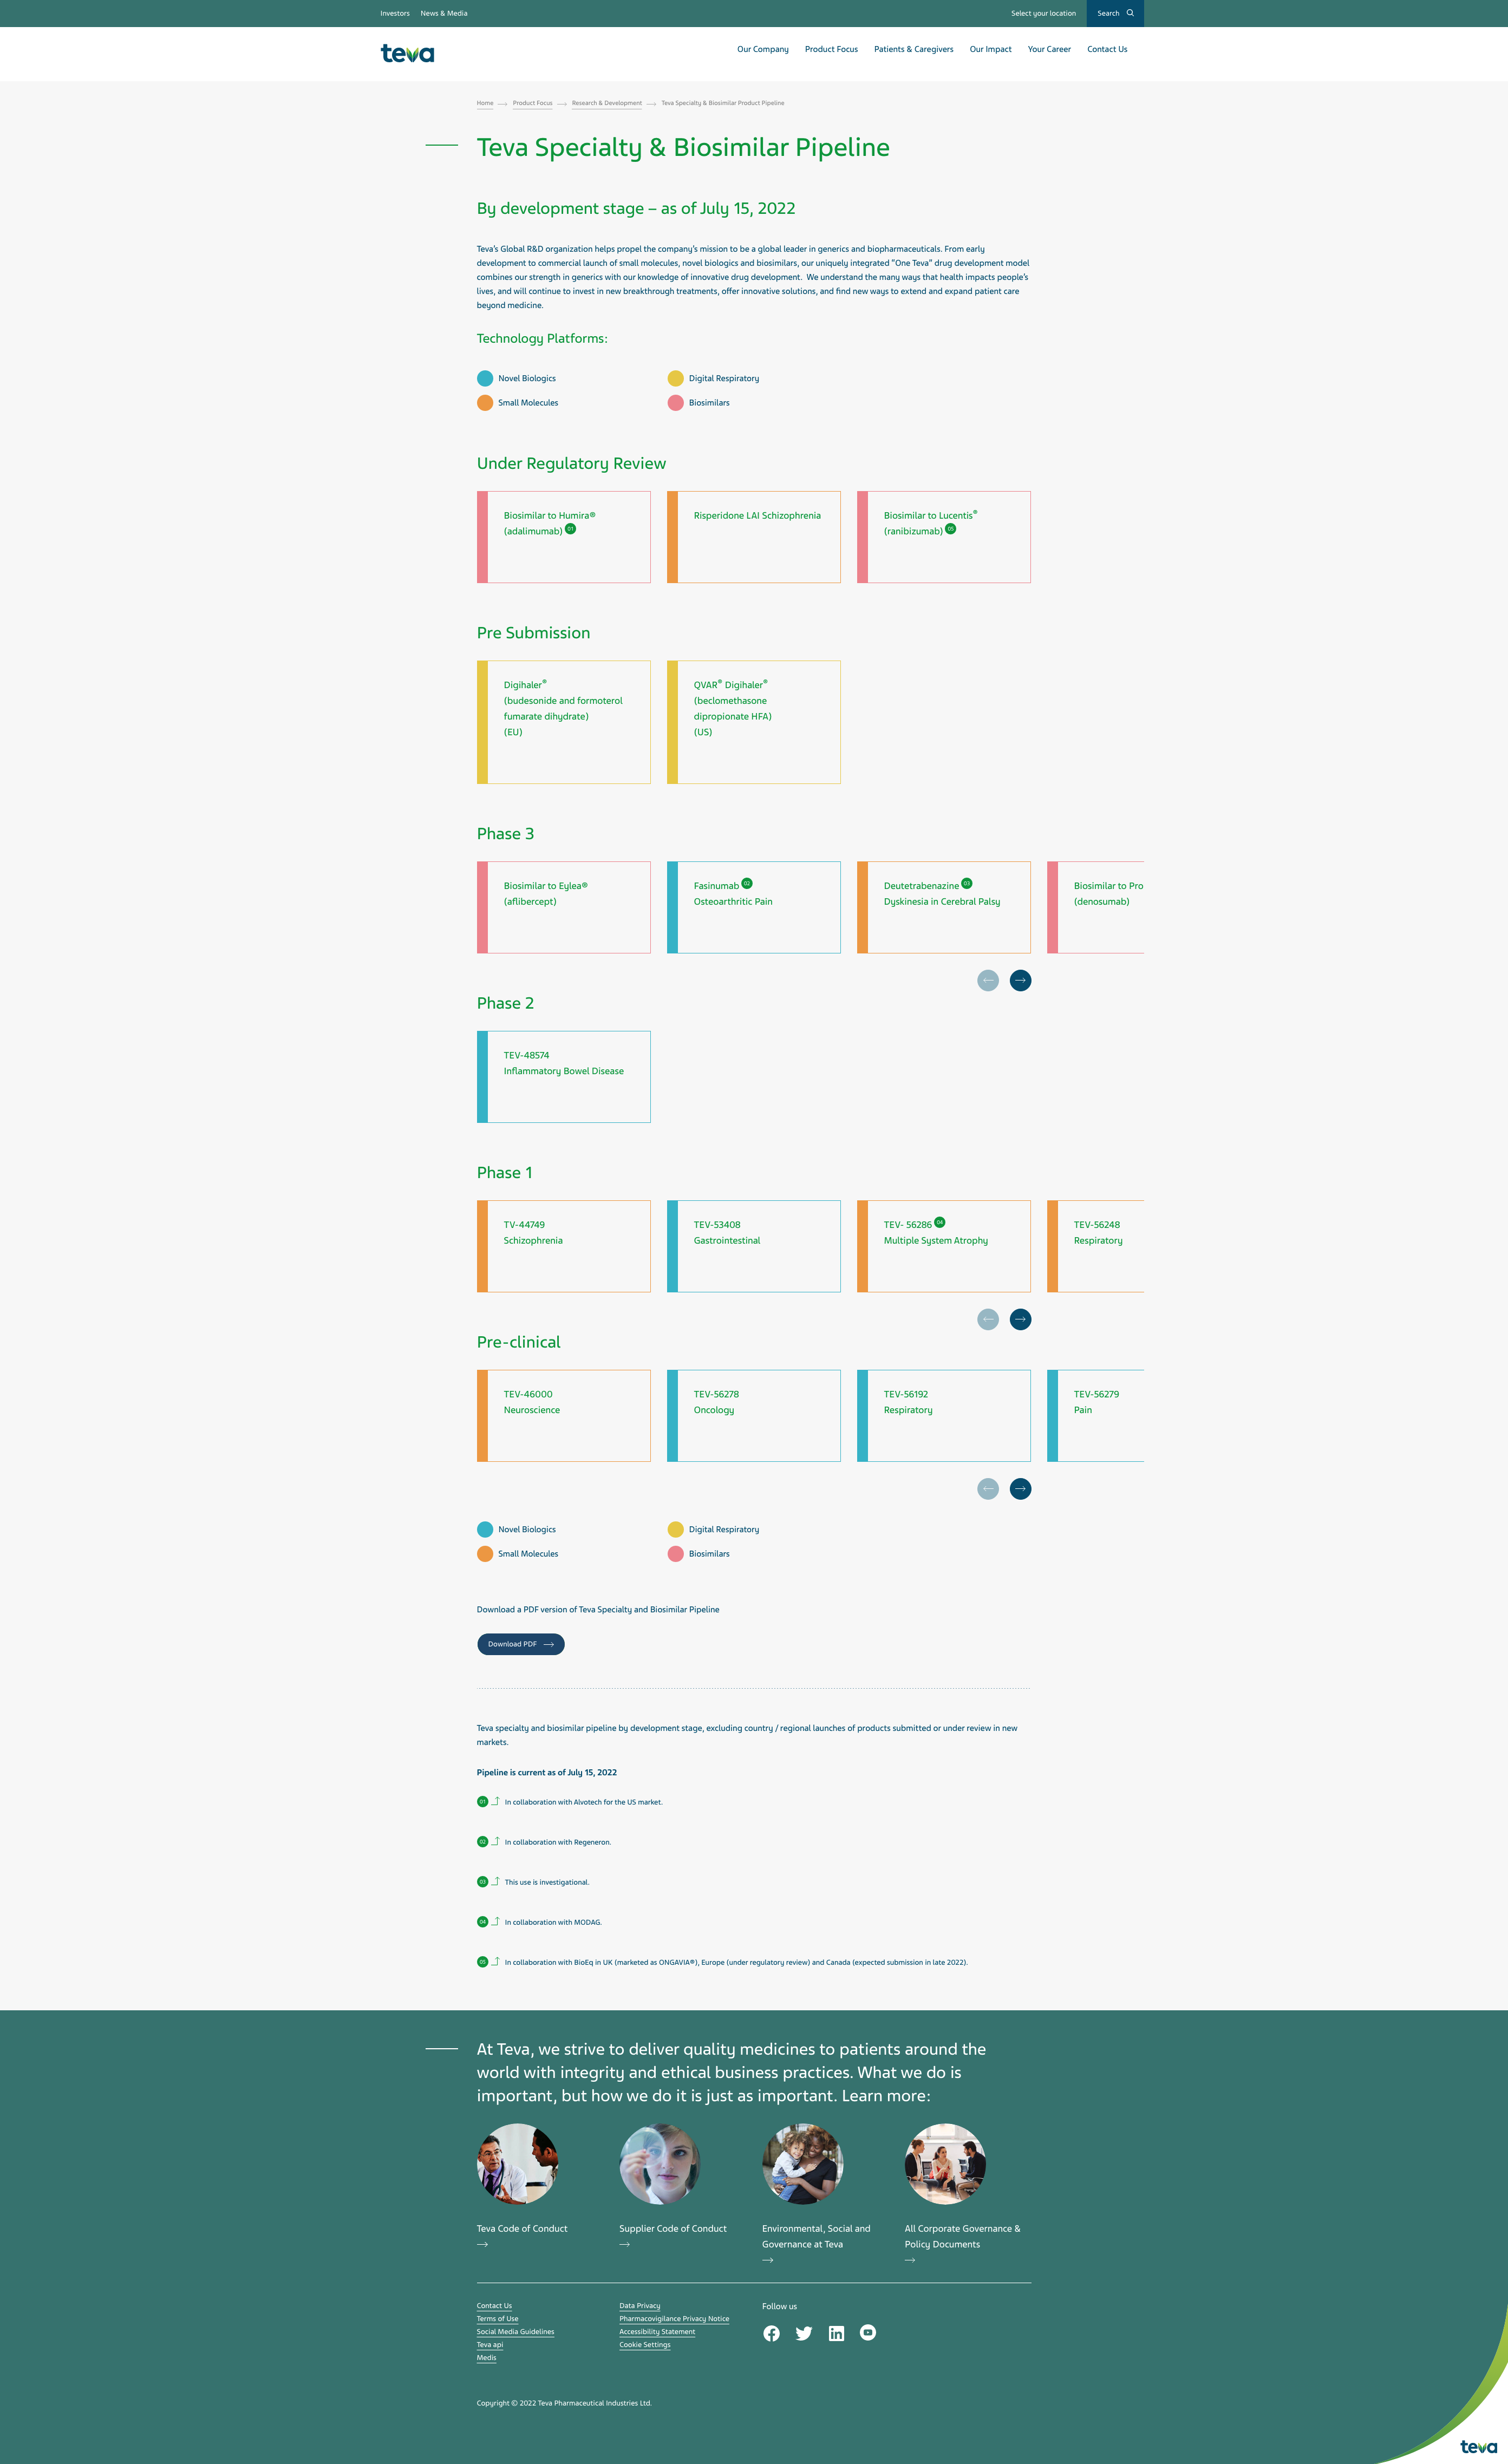 Investors
News & Media
Select your location
Search
teva
Our Company
Product Focus
Patients & Caregivers
Our Impact
Your Career
Contact Us
Home
Product Focus
Research & Development
Teva Specialty & Biosimilar Product Pipeline
Teva Specialty & Biosimilar Pipeline
By development stage – as of July 15, 2022
Teva's Global R&D organization helps propel the company's mission to be a global leader in generics and biopharmaceuticals. From early
development to commercial launch of small molecules, novel biologics and biosimilars, our uniquely integrated "One Teva" drug development model
combines our strength in generics with our knowledge of innovative drug development. We understand the many ways that health impacts people's
lives, and will continue to invest in new breakthrough treatments, offer innovative solutions, and find new ways to extend and expand patient care
beyond medicine.
Technology Platforms:
Novel Biologics
Digital Respiratory
Small Molecules
Biosimilars
Under Regulatory Review
Biosimilar to Humira®
(adalimumab) 01
Risperidone LAI Schizophrenia
Biosimilar to Lucentis®
(ranibizumab) 05
Pre Submission
Digihaler®
(budesonide and formoterol
fumarate dihydrate)
(EU)
QVAR® Digihaler®
(beclomethasone
dipropionate HFA)
(US)
Phase 3
Biosimilar to Eylea®
(aflibercept)
Fasinumab 02
Osteoarthritic Pain
Deutetrabenazine 03
Dyskinesia in Cerebral Palsy
Biosimilar to Pro
(denosumab)
Phase 2
TEV-48574
Inflammatory Bowel Disease
Phase 1
TV-44749
Schizophrenia
TEV-53408
Gastrointestinal
TEV- 56286 04
Multiple System Atrophy
TEV-56248
Respiratory
Pre-clinical
TEV-46000
Neuroscience
TEV-56278
Oncology
TEV-56192
Respiratory
TEV-56279
Pain
Novel Biologics
Digital Respiratory
Small Molecules
Biosimilars
Download a PDF version of Teva Specialty and Biosimilar Pipeline
Download PDF
Teva specialty and biosimilar pipeline by development stage, excluding country / regional launches of products submitted or under review in new
markets.
Pipeline is current as of July 15, 2022
01 In collaboration with Alvotech for the US market.
02 In collaboration with Regeneron.
03 This use is investigational.
04 In collaboration with MODAG.
05 In collaboration with BioEq in UK (marketed as ONGAVIA®), Europe (under regulatory review) and Canada (expected submission in late 2022).
At Teva, we strive to deliver quality medicines to patients around the
world with integrity and ethical business practices. What we do is
important, but how we do it is just as important. Learn more:
Teva Code of Conduct
Supplier Code of Conduct
Environmental, Social and
Governance at Teva
All Corporate Governance &
Policy Documents
Contact Us
Terms of Use
Social Media Guidelines
Teva api
Medis
Data Privacy
Pharmacovigilance Privacy Notice
Accessibility Statement
Cookie Settings
Follow us
Copyright © 2022 Teva Pharmaceutical Industries Ltd.
teva